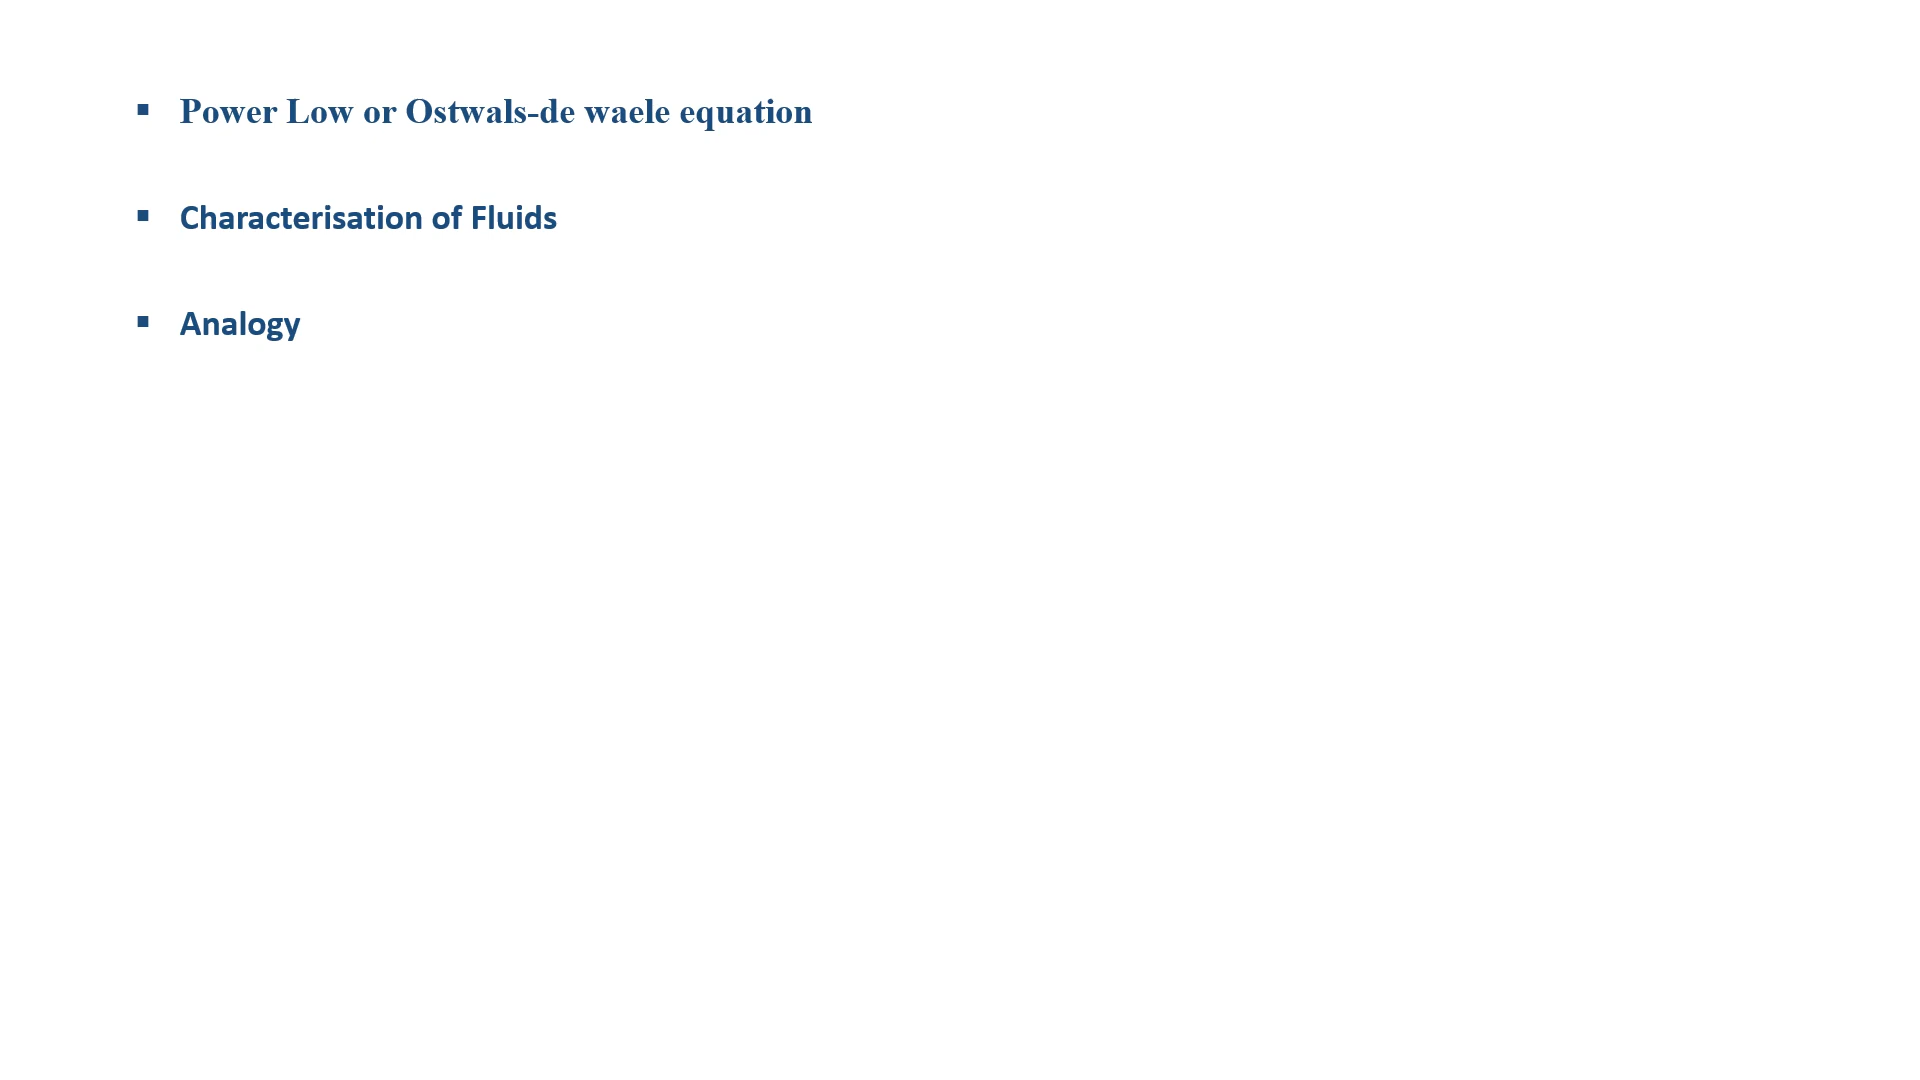 ▪ Power Low or Ostwals-de waele equation
▪ Characterisation of Fluids
▪ Analogy